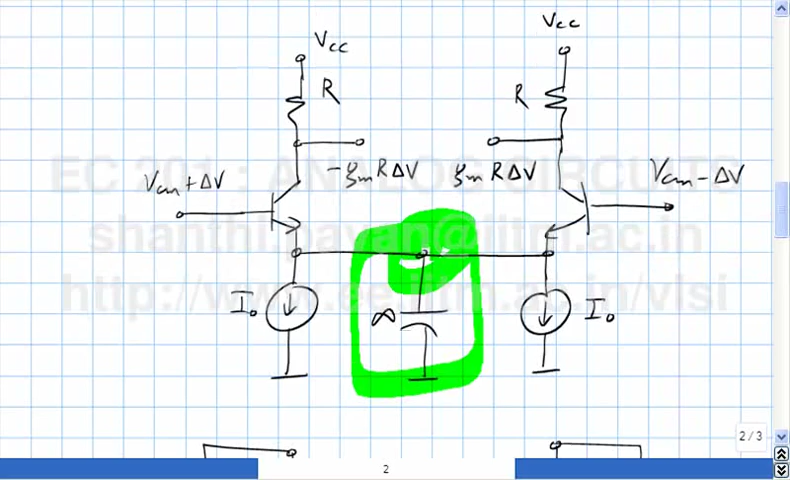 Vcc
Vcc
R
R
Vcm+ΔV
-gmRΔV
gmRΔV
Vcm-ΔV
EC 201 : ANALOG CIRCUITS
shanthi.pavan@iitm.ac.in
http://www.ee.iitm.ac.in/vlsi
I₀
∞
I₀
2 / 3
2